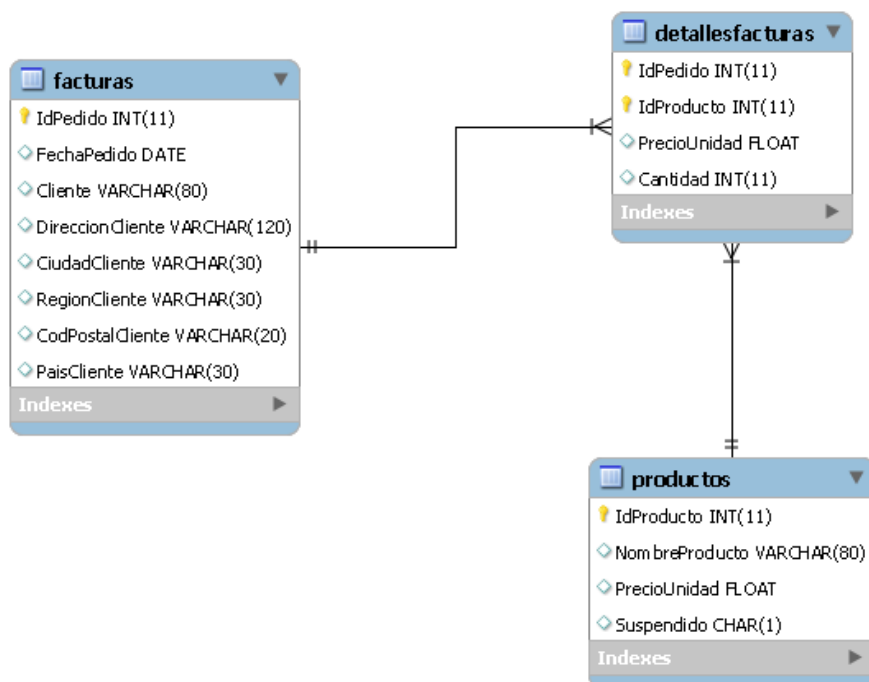 facturas
IdPedido INT(11)
FechaPedido DATE
Cliente VARCHAR(80)
DireccionCliente VARCHAR(120)
CiudadCliente VARCHAR(30)
RegionCliente VARCHAR(30)
CodPostalCliente VARCHAR(20)
PaisCliente VARCHAR(30)
Indexes
detallesfacturas
IdPedido INT(11)
IdProducto INT(11)
PrecioUnidad FLOAT
Cantidad INT(11)
Indexes
productos
IdProducto INT(11)
NombreProducto VARCHAR(80)
PrecioUnidad FLOAT
Suspendido CHAR(1)
Indexes